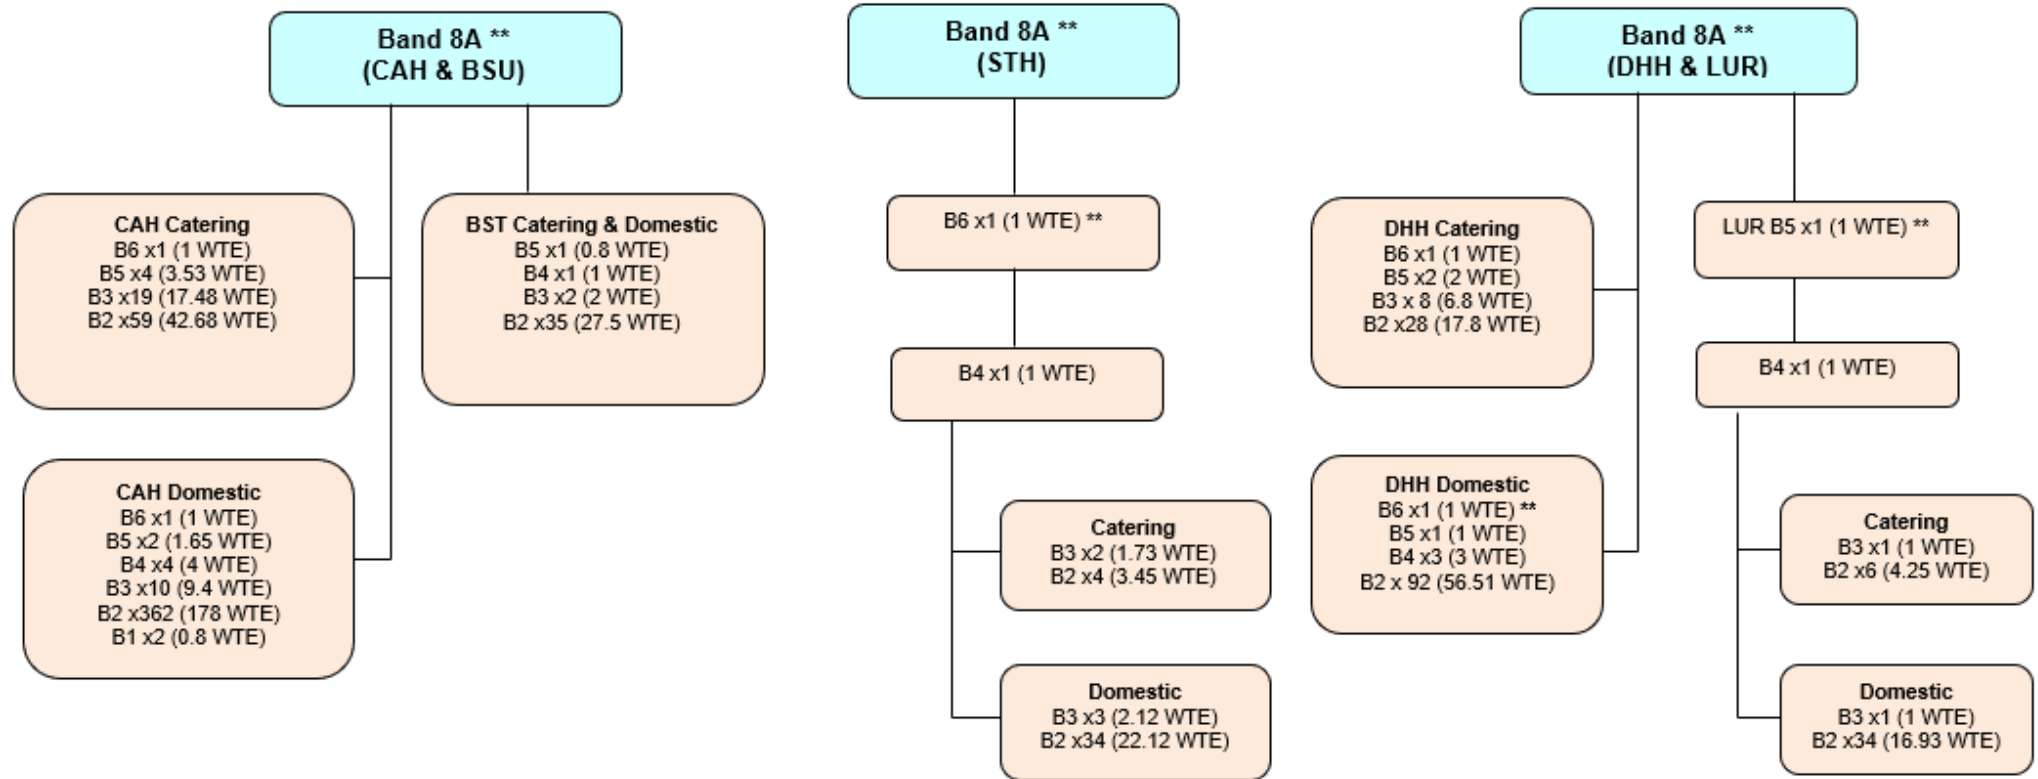 Band 8A **
(CAH & BSU)
CAH Catering
B6 x1 (1 WTE)
B5 x4 (3.53 WTE)
B3 x19 (17.48 WTE)
B2 x59 (42.68 WTE)
BST Catering & Domestic
B5 x1 (0.8 WTE)
B4 x1 (1 WTE)
B3 x2 (2 WTE)
B2 x35 (27.5 WTE)
CAH Domestic
B6 x1 (1 WTE)
B5 x2 (1.65 WTE)
B4 x4 (4 WTE)
B3 x10 (9.4 WTE)
B2 x362 (178 WTE)
B1 x2 (0.8 WTE)
Band 8A **
(STH)
B6 x1 (1 WTE) **
B4 x1 (1 WTE)
Catering
B3 x2 (1.73 WTE)
B2 x4 (3.45 WTE)
Domestic
B3 x3 (2.12 WTE)
B2 x34 (22.12 WTE)
Band 8A **
(DHH & LUR)
DHH Catering
B6 x1 (1 WTE)
B5 x2 (2 WTE)
B3 x 8 (6.8 WTE)
B2 x28 (17.8 WTE)
DHH Domestic
B6 x1 (1 WTE) **
B5 x1 (1 WTE)
B4 x3 (3 WTE)
B2 x 92 (56.51 WTE)
LUR B5 x1 (1 WTE) **
B4 x1 (1 WTE)
Catering
B3 x1 (1 WTE)
B2 x6 (4.25 WTE)
Domestic
B3 x1 (1 WTE)
B2 x34 (16.93 WTE)